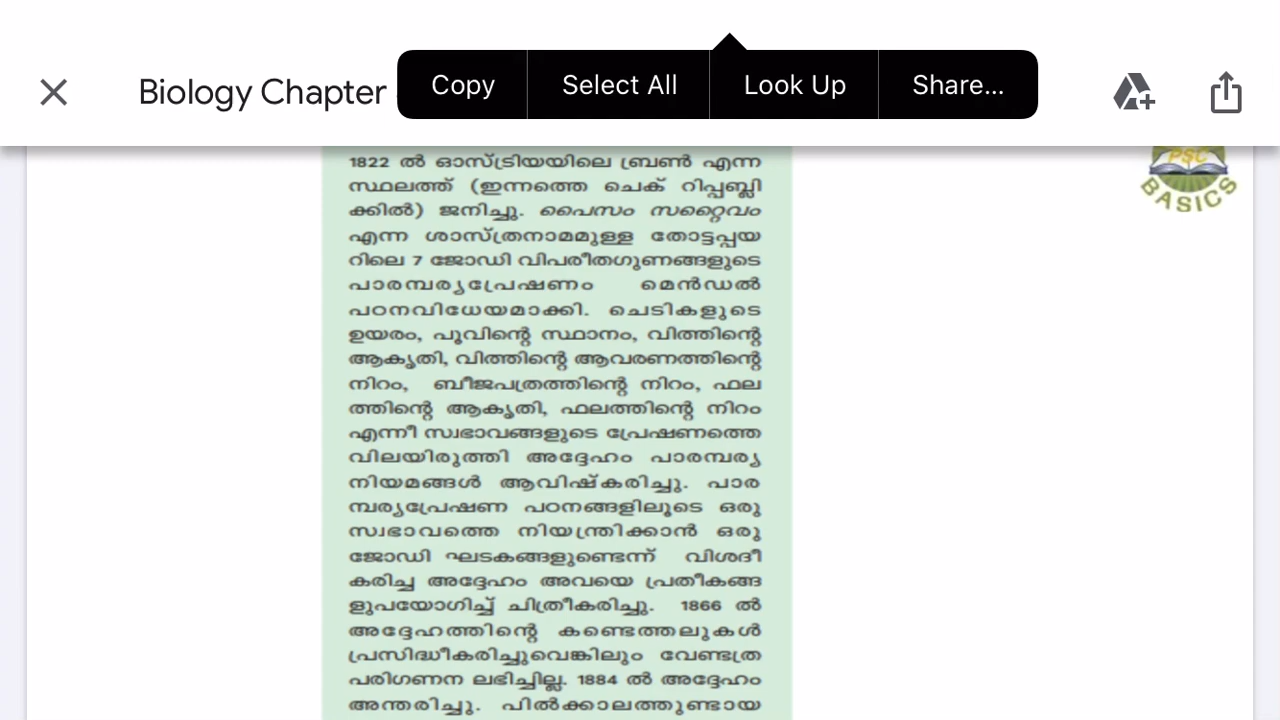 Copy
Select All
Look Up
Share...
Biology Chapter
PSC
BASICS
1822 ൽ ഓസ്ട്രിയയിലെ ബ്രൺ എന്ന
സ്ഥലത്ത് (ഇന്നത്തെ ചെക് റിപ്പബ്ലി
ക്കിൽ) ജനിച്ചു. പൈസം സറ്റൈവം
എന്ന ശാസ്ത്രനാമമുള്ള തോട്ടപ്പയ
റിലെ 7 ജോഡി വിപരീതഗുണങ്ങളുടെ
പാരമ്പര്യപ്രേഷണം മെൻഡൽ
പഠനവിധേയമാക്കി. ചെടികളുടെ
ഉയരം, പൂവിന്റെ സ്ഥാനം, വിത്തിന്റെ
ആകൃതി, വിത്തിന്റെ ആവരണത്തിന്റെ
നിറം, ബീജപത്രത്തിന്റെ നിറം, ഫല
ത്തിന്റെ ആകൃതി, ഫലത്തിന്റെ നിറം
എന്നീ സ്വഭാവങ്ങളുടെ പ്രേഷണത്തെ
വിലയിരുത്തി അദ്ദേഹം പാരമ്പര്യ
നിയമങ്ങൾ ആവിഷ്കരിച്ചു. പാര
മ്പര്യപ്രേഷണ പഠനങ്ങളിലൂടെ ഒരു
സ്വഭാവത്തെ നിയന്ത്രിക്കാൻ ഒരു
ജോഡി ഘടകങ്ങളുണ്ടെന്ന് വിശദീ
കരിച്ച അദ്ദേഹം അവയെ പ്രതീകങ്ങ
ളുപയോഗിച്ച് ചിത്രീകരിച്ചു. 1866 ൽ
അദ്ദേഹത്തിന്റെ കണ്ടെത്തലുകൾ
പ്രസിദ്ധീകരിച്ചുവെങ്കിലും വേണ്ടത്ര
പരിഗണന ലഭിച്ചില്ല. 1884 ൽ അദ്ദേഹം
അന്തരിച്ചു. പിൽക്കാലത്തുണ്ടായ